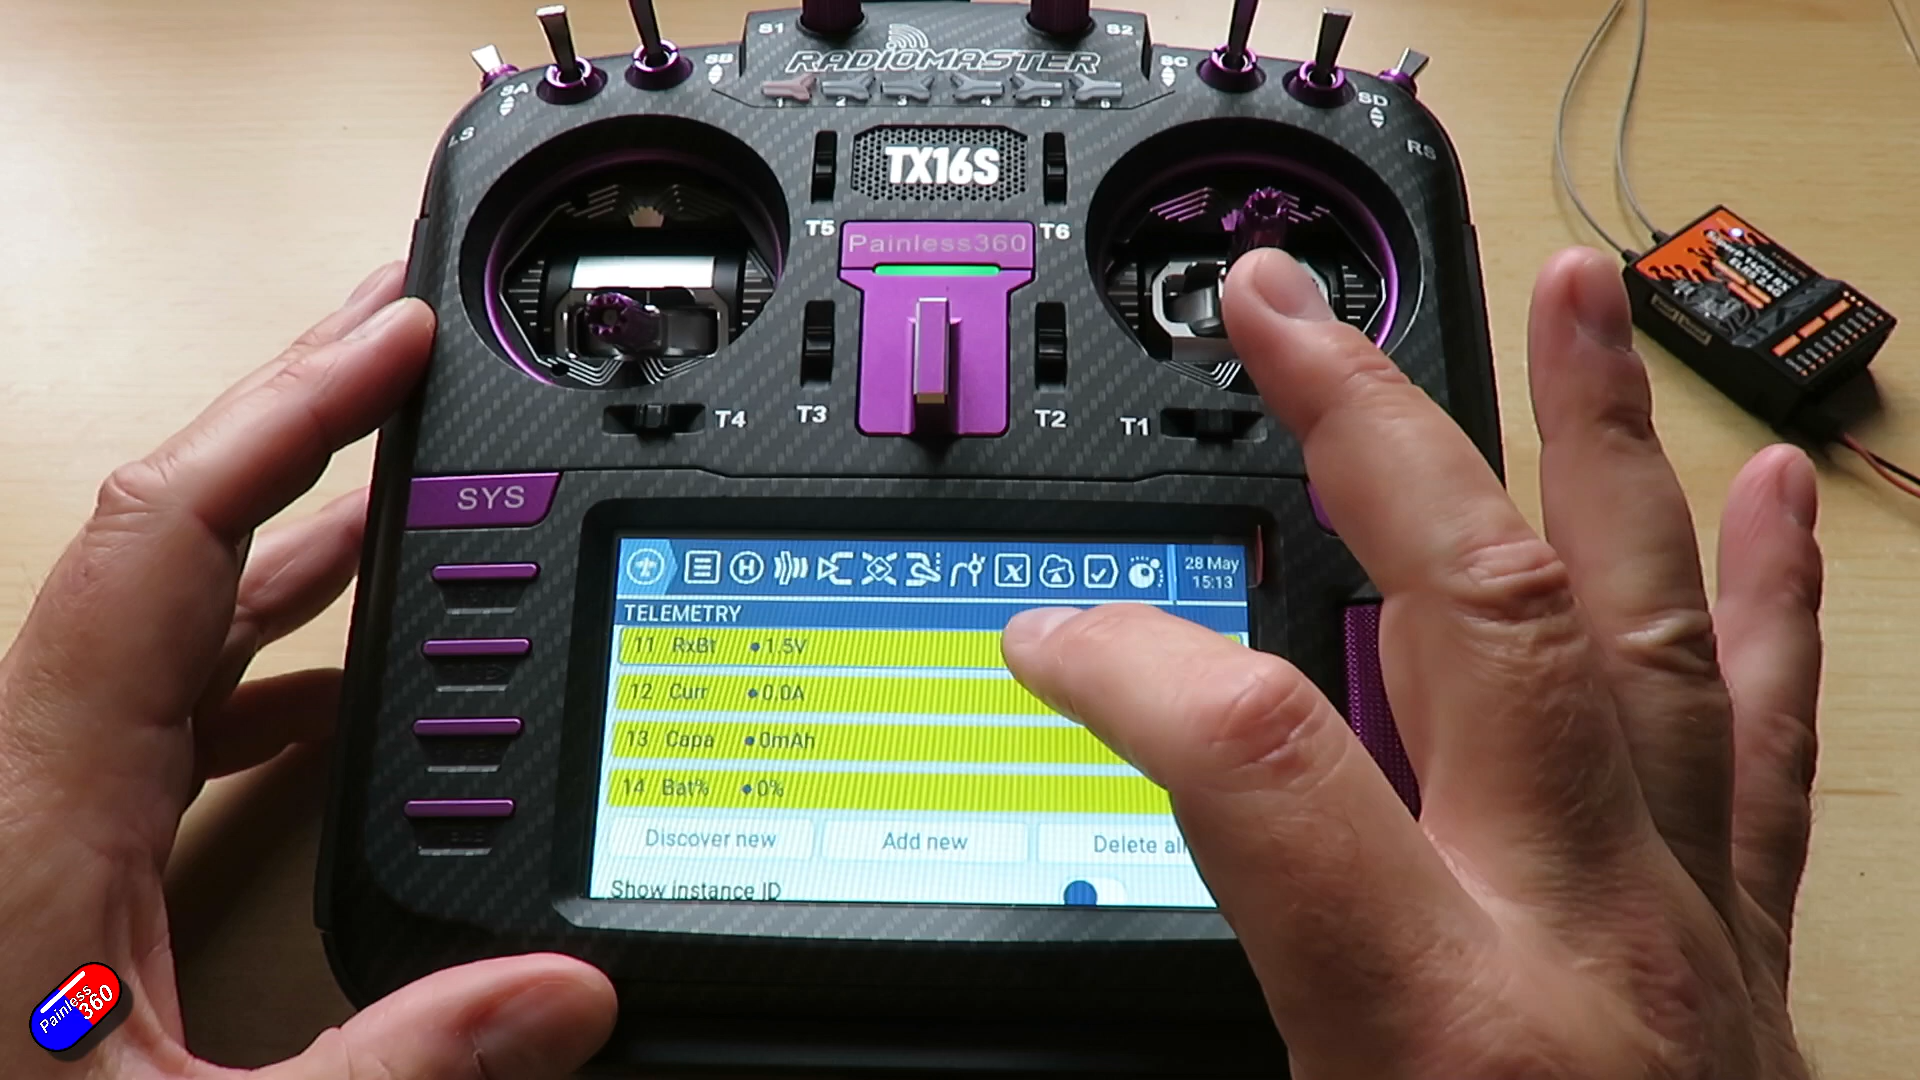 S1
S2
RADIOMASTER
SB
SC
SA
SD
LS
RS
1 2 3 4 5 6
TX16S
T5
T6
Painless360
T4
T3
T2
T1
SYS
28 May
15:13
TELEMETRY
11 RxBt 1.5V
12 Curr 0.0A
13 Capa 0mAh
14 Bat% 0%
Discover new
Add new
Delete all
Show instance ID
Painless
360